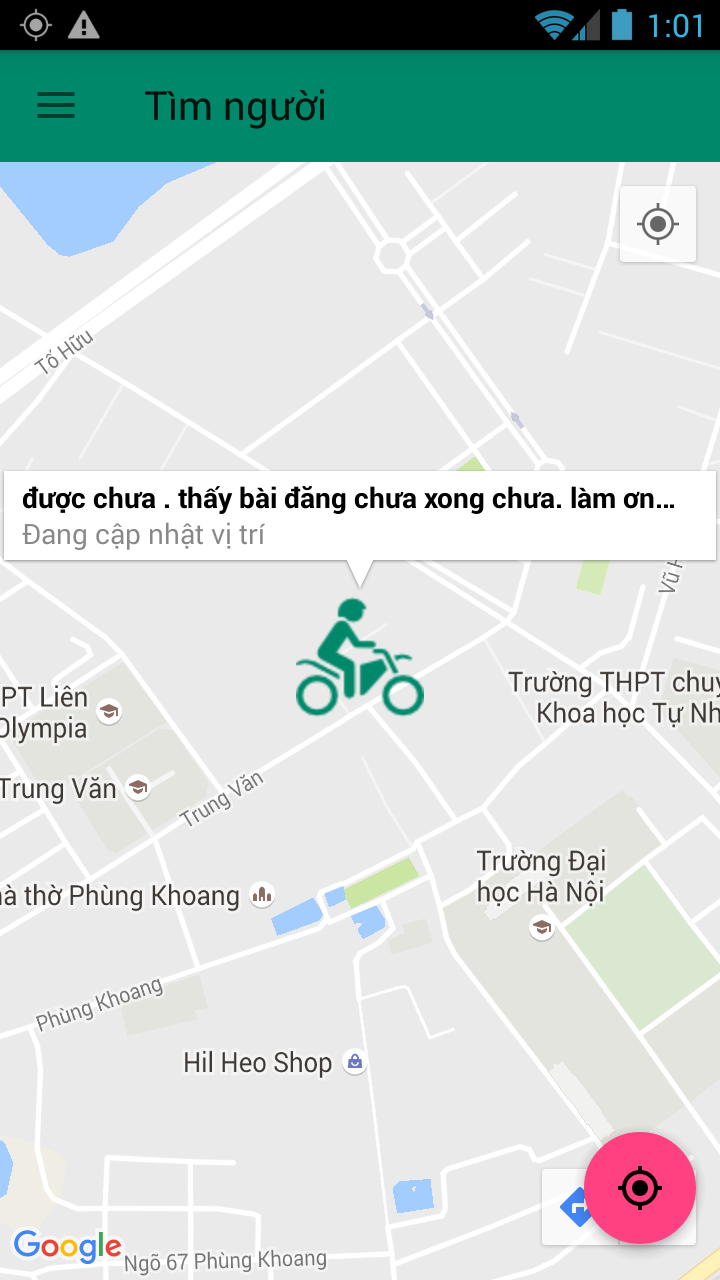 1:01
Tìm người
Tố Hữu
được chưa . thấy bài đăng chưa xong chưa. làm ơn...
Đang cập nhật vị trí
Vũ
PT Liên
Olympia
Trường THPT chuy
Khoa học Tự Nh
Trung Văn
Trung Văn
Trường Đại
học Hà Nội
à thờ Phùng Khoang
Phùng Khoang
Hil Heo Shop
Google
Ngõ 67 Phùng Khoang